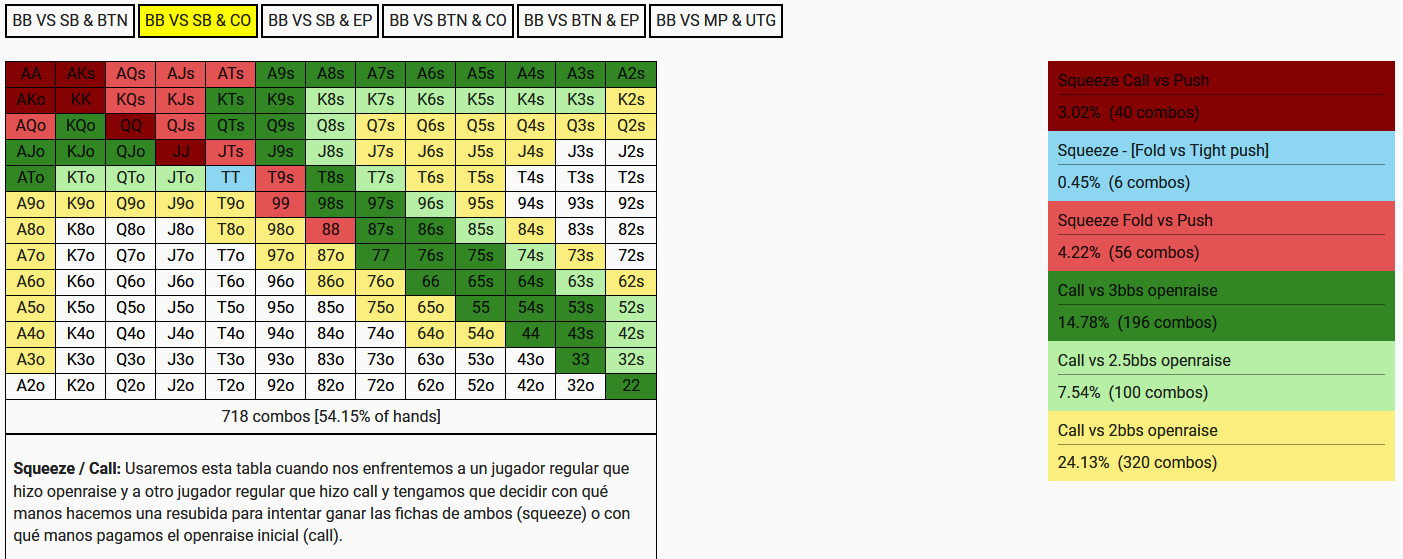 BB VS SB & BTN BB VS SB & CO BB VS SB & EP BB VS BTN & CO BB VS BTN & EP BB VS MP & UTG
AA AKs AQs AJs ATs A9s A8s A7s A6s A5s A4s A3s A2s
AKo KK KQs KJs KTs K9s K8s K7s K6s K5s K4s K3s K2s
AQo KQo QQ QJs QTs Q9s Q8s Q7s Q6s Q5s Q4s Q3s Q2s
AJo KJo QJo JJ JTs J9s J8s J7s J6s J5s J4s J3s J2s
ATo KTo QTo JTo TT T9s T8s T7s T6s T5s T4s T3s T2s
A9o K9o Q9o J9o T9o 99 98s 97s 96s 95s 94s 93s 92s
A8o K8o Q8o J8o T8o 98o 88 87s 86s 85s 84s 83s 82s
A7o K7o Q7o J7o T7o 97o 87o 77 76s 75s 74s 73s 72s
A6o K6o Q6o J6o T6o 96o 86o 76o 66 65s 64s 63s 62s
A5o K5o Q5o J5o T5o 95o 85o 75o 65o 55 54s 53s 52s
A4o K4o Q4o J4o T4o 94o 84o 74o 64o 54o 44 43s 42s
A3o K3o Q3o J3o T3o 93o 83o 73o 63o 53o 43o 33 32s
A2o K2o Q2o J2o T2o 92o 82o 72o 62o 52o 42o 32o 22
718 combos [54.15% of hands]
Squeeze / Call: Usaremos esta tabla cuando nos enfrentemos a un jugador regular que
hizo openraise y a otro jugador regular que hizo call y tengamos que decidir con qué
manos hacemos una resubida para intentar ganar las fichas de ambos (squeeze) o con
qué manos pagamos el openraise inicial (call).
Squeeze Call vs Push
3.02% (40 combos)
Squeeze - [Fold vs Tight push]
0.45% (6 combos)
Squeeze Fold vs Push
4.22% (56 combos)
Call vs 3bbs openraise
14.78% (196 combos)
Call vs 2.5bbs openraise
7.54% (100 combos)
Call vs 2bbs openraise
24.13% (320 combos)